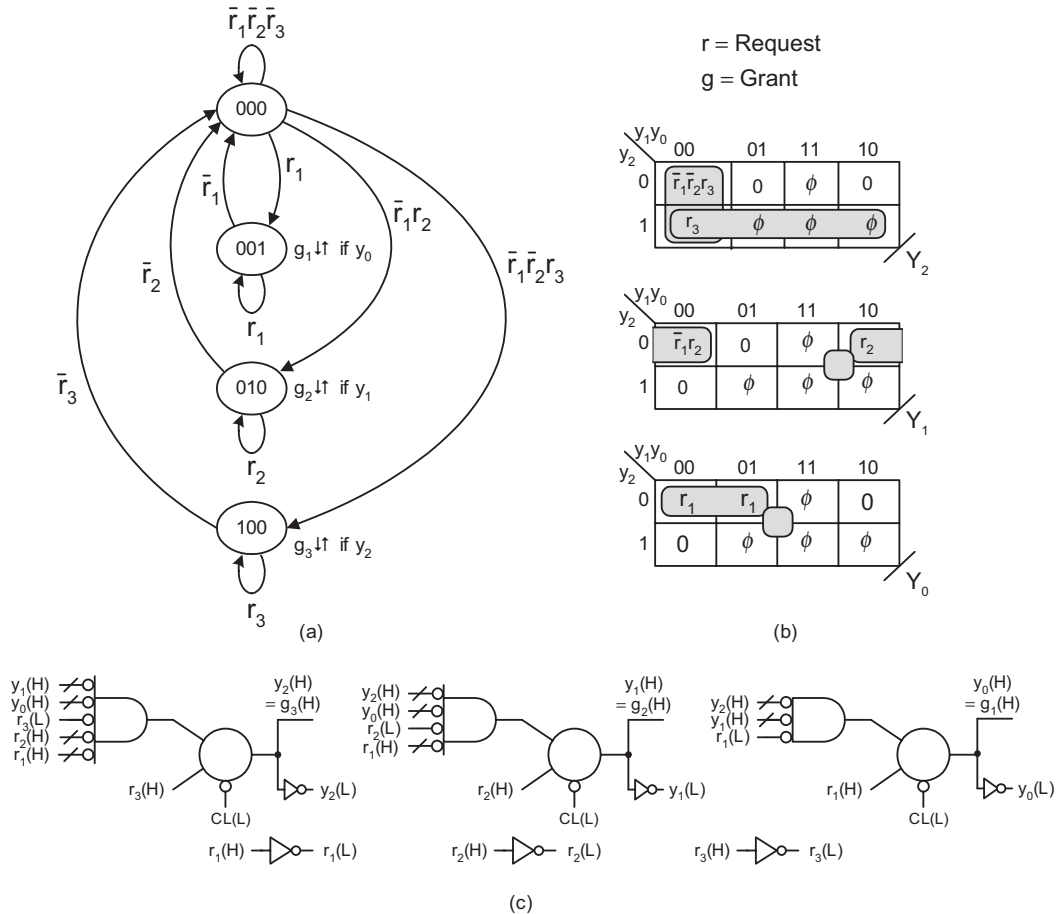 r̄₁r̄₂r̄₃
000
r̄₁
r₁
r̄₁r₂
r̄₁r̄₂r₃
001
g₁↓↑ if y₀
r₁
r̄₂
010
g₂↓↑ if y₁
r₂
r̄₃
100
g₃↓↑ if y₂
r₃
(a)
r = Request
g = Grant
y₁y₀
y₂
00 01 11 10
0 r̄₁r̄₂r₃ 0 ϕ 0
1 r₃ ϕ ϕ ϕ
Y₂
y₁y₀
y₂
00 01 11 10
0 r̄₁r₂ 0 ϕ r₂
1 0 ϕ ϕ ϕ
Y₁
y₁y₀
y₂
00 01 11 10
0 r₁ r₁ ϕ 0
1 0 ϕ ϕ ϕ
Y₀
(b)
y₁(H)
y₀(H)
r₃(L)
r₂(H)
r₁(H)
r₃(H)
CL(L)
y₂(H)
= g₃(H)
y₂(L)
y₂(H)
y₀(H)
r₂(L)
r₁(H)
r₂(H)
CL(L)
y₁(H)
= g₂(H)
y₁(L)
y₂(H)
y₁(H)
r₁(L)
r₁(H)
CL(L)
y₀(H)
= g₁(H)
y₀(L)
r₁(H) r₁(L)
r₂(H) r₂(L)
r₃(H) r₃(L)
(c)